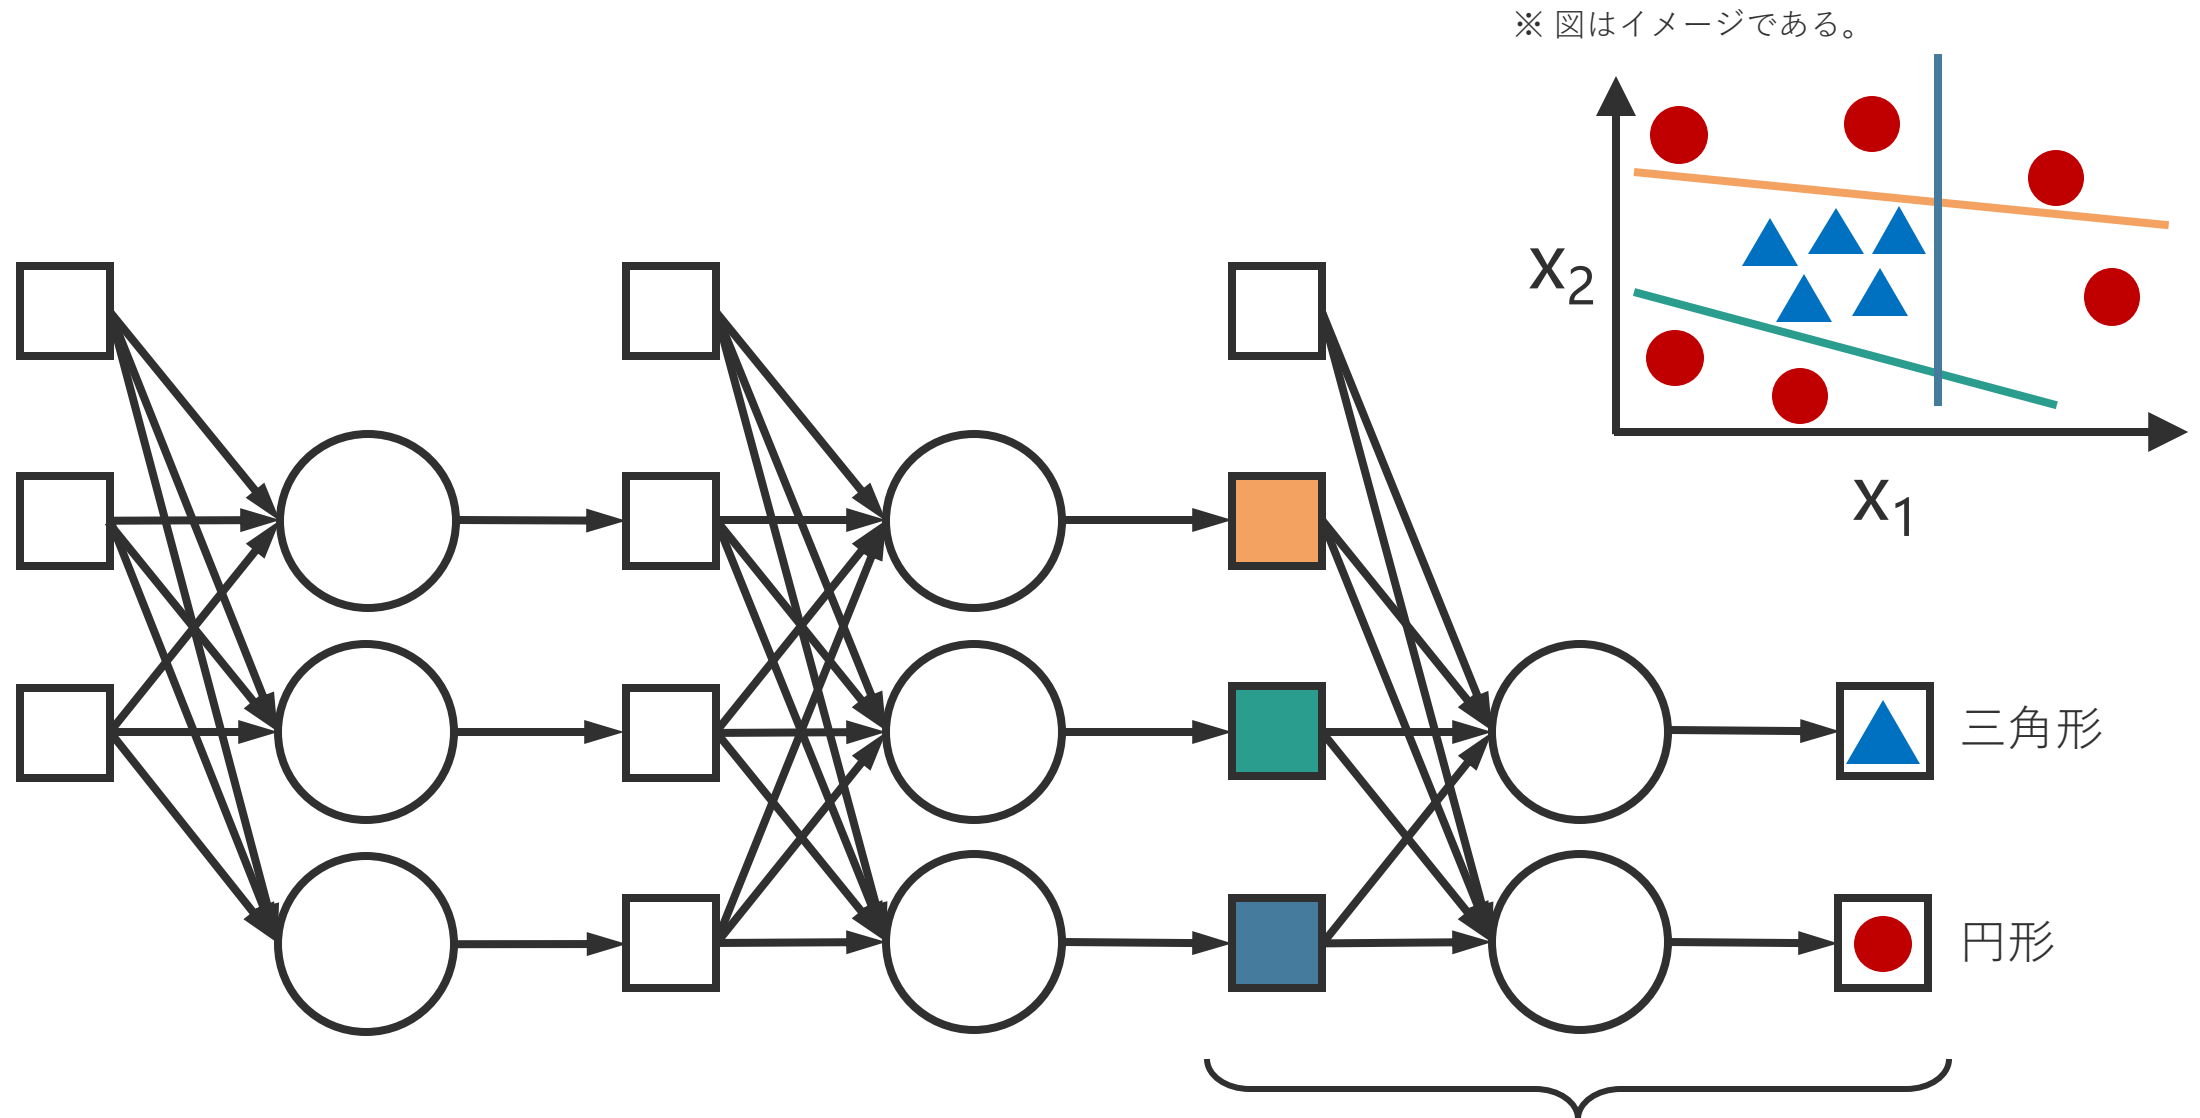 ※ 図はイメージである。
x₂
x₁
三角形
円形